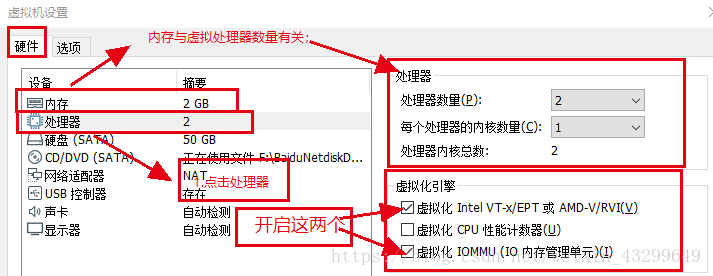 虚拟机设置
硬件 选项
内存与虚拟处理器数量有关;
设备 摘要
内存 2 GB
处理器 2
硬盘 (SATA) 50 GB
CD/DVD (SATA) 正在使用文件 F:\BaiduNetdiskD...
网络适配器 NAT
USB 控制器 存在
声卡 自动检测
显示器 自动检测
点击处理器
开启这两个
处理器
处理器数量(P): 2
每个处理器的内核数量(C): 1
处理器内核总数: 2
虚拟化引擎
虚拟化 Intel VT-x/EPT 或 AMD-V/RVI(V)
虚拟化 CPU 性能计数器(U)
虚拟化 IOMMU (IO 内存管理单元)(I)